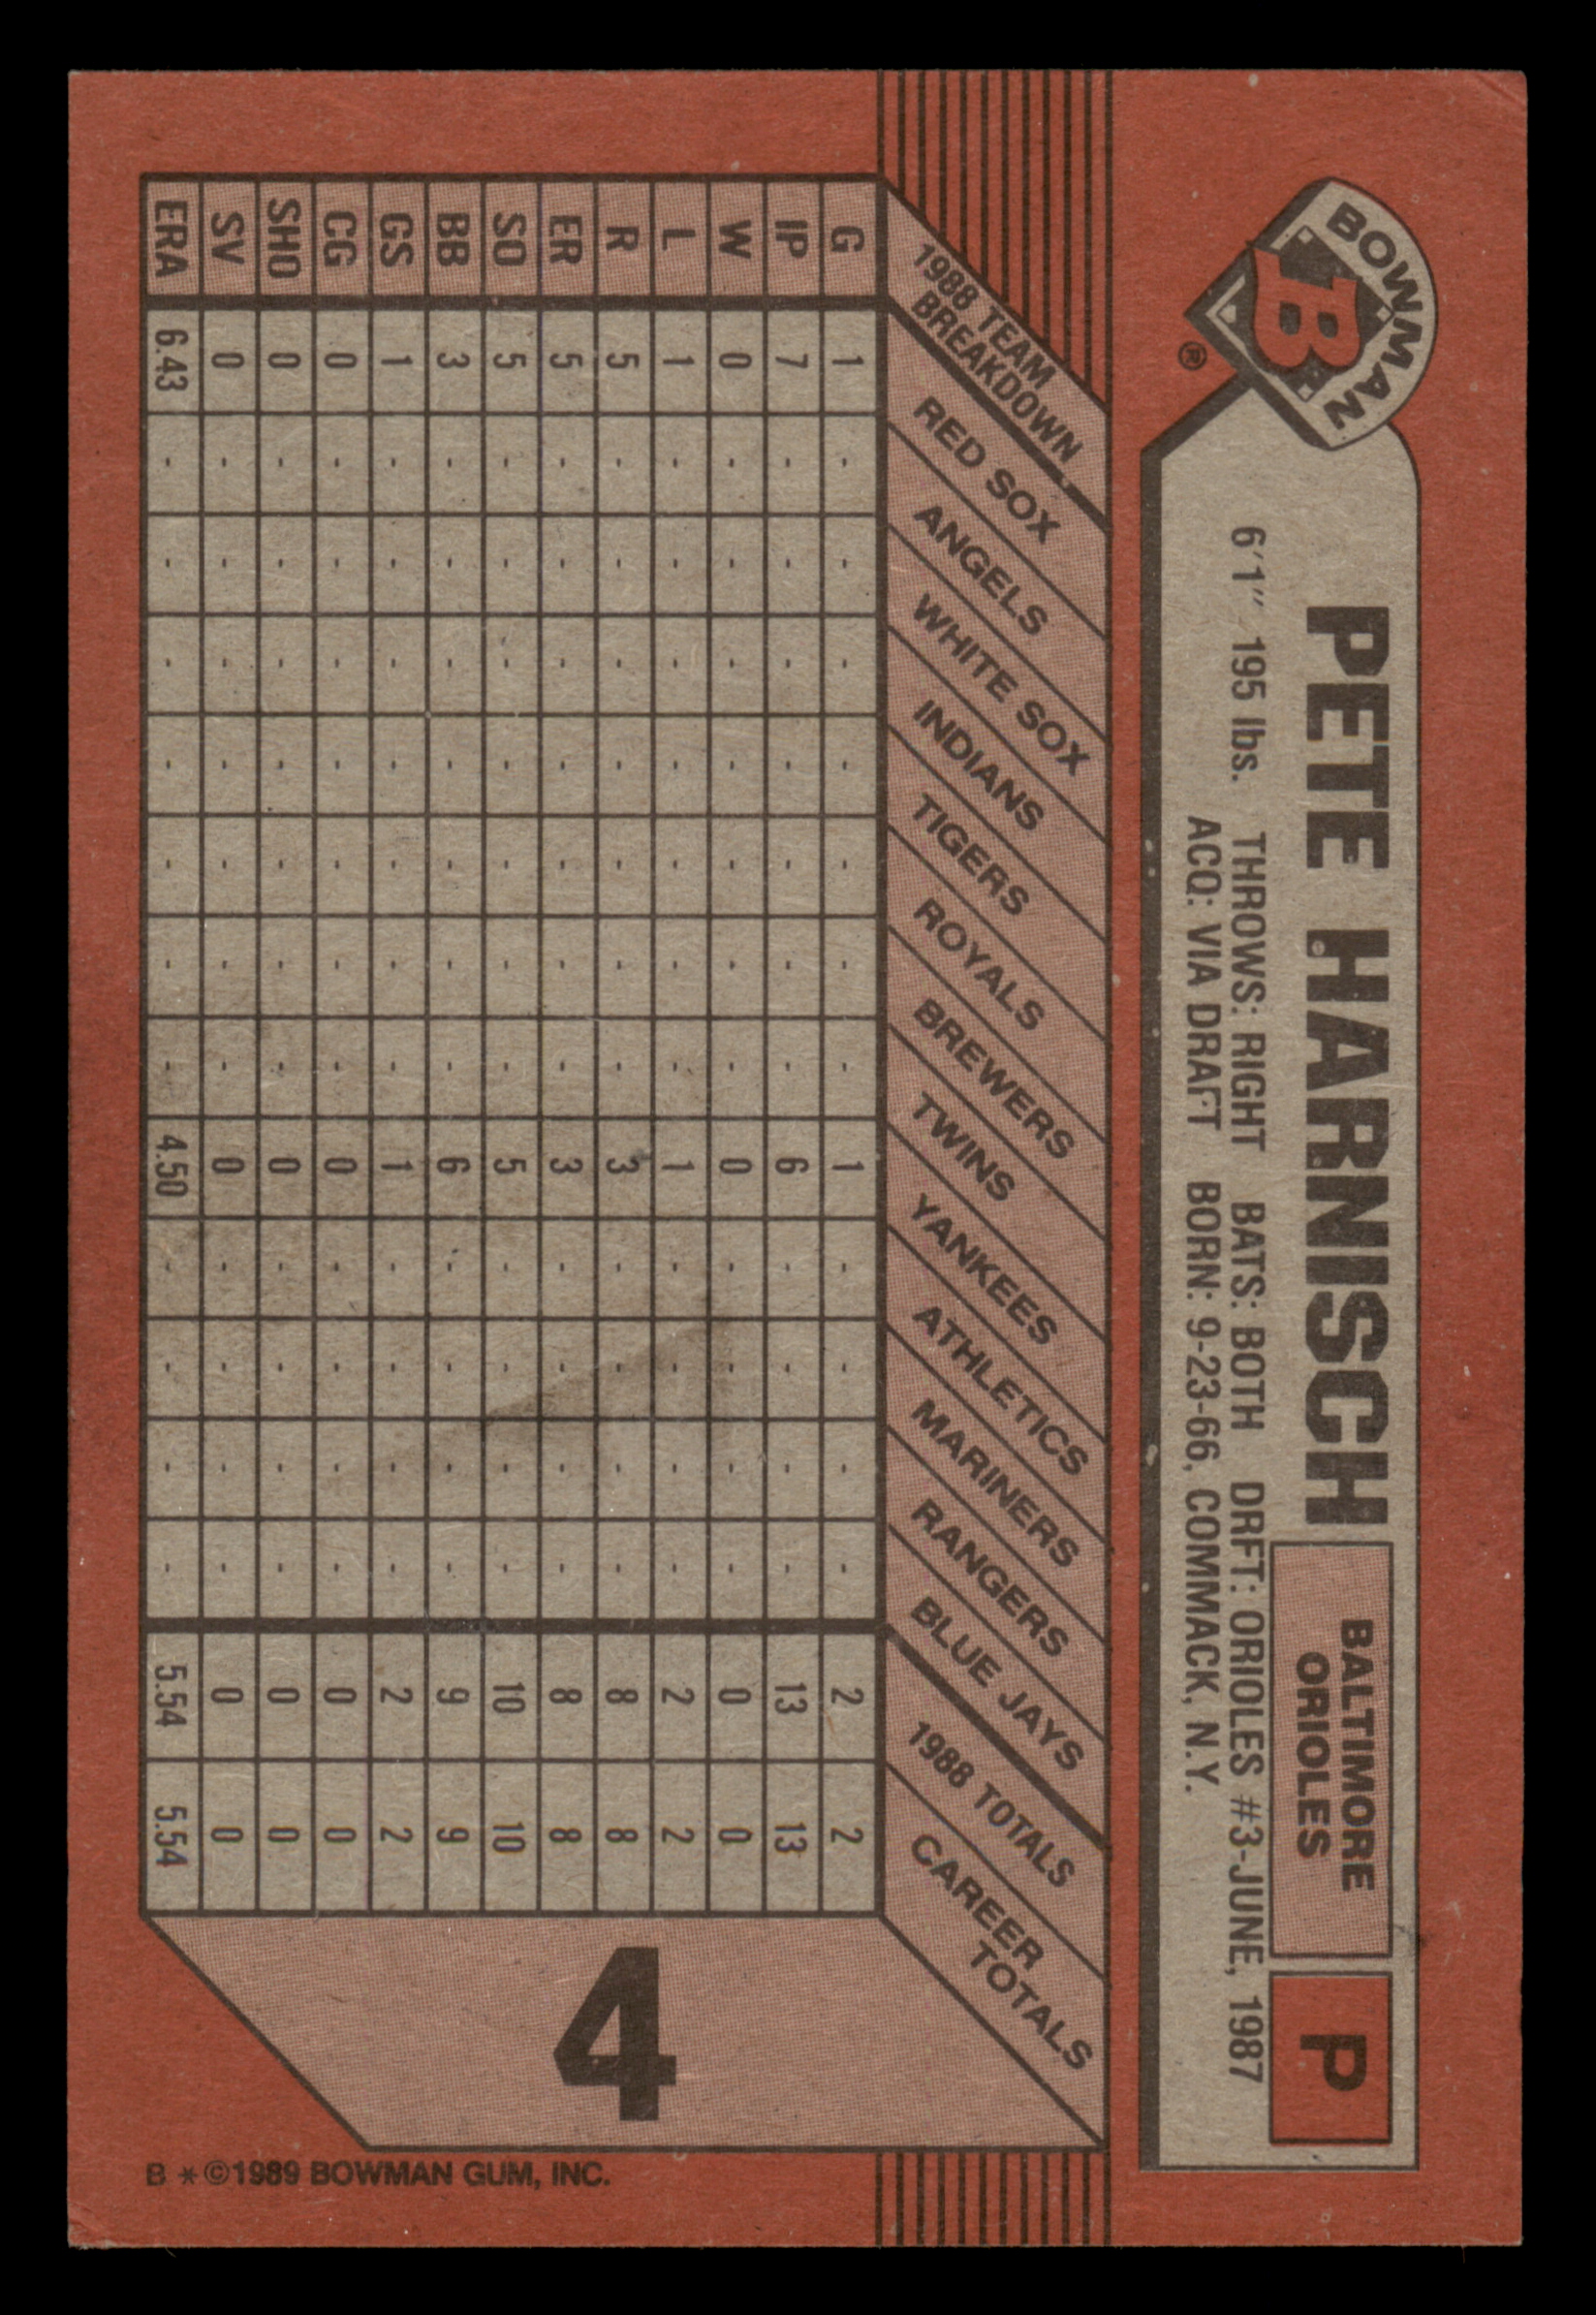 BOWMAN
B
®
PETE HARNISCH
BALTIMORE
ORIOLES
P
6'1" 195 lbs. THROWS: RIGHT BATS: BOTH DRFT: ORIOLES #3-JUNE, 1987
ACQ: VIA DRAFT BORN: 9-23-66, COMMACK, N.Y.
1988 TEAM BREAKDOWN RED SOX ANGELS WHITE SOX INDIANS TIGERS ROYALS BREWERS TWINS YANKEES ATHLETICS MARINERS RANGERS BLUE JAYS 1988 TOTALS CAREER TOTALS
G 1 - - - - - - - 1 - - - - 2 2
IP 7 - - - - - - - 6 - - - - 13 13
W 0 - - - - - - - 0 - - - - 0 0
L 1 - - - - - - - 1 - - - - 2 2
R 5 - - - - - - - 3 - - - - 8 8
ER 5 - - - - - - - 3 - - - - 8 8
SO 5 - - - - - - - 5 - - - - 10 10
BB 3 - - - - - - - 6 - - - - 9 9
GS 1 - - - - - - - 1 - - - - 2 2
CG 0 - - - - - - - 0 - - - - 0 0
SHO 0 - - - - - - - 0 - - - - 0 0
SV 0 - - - - - - - 0 - - - - 0 0
ERA 6.43 - - - - - - - 4.50 - - - - 5.54 5.54
4
B *©1989 BOWMAN GUM, INC.